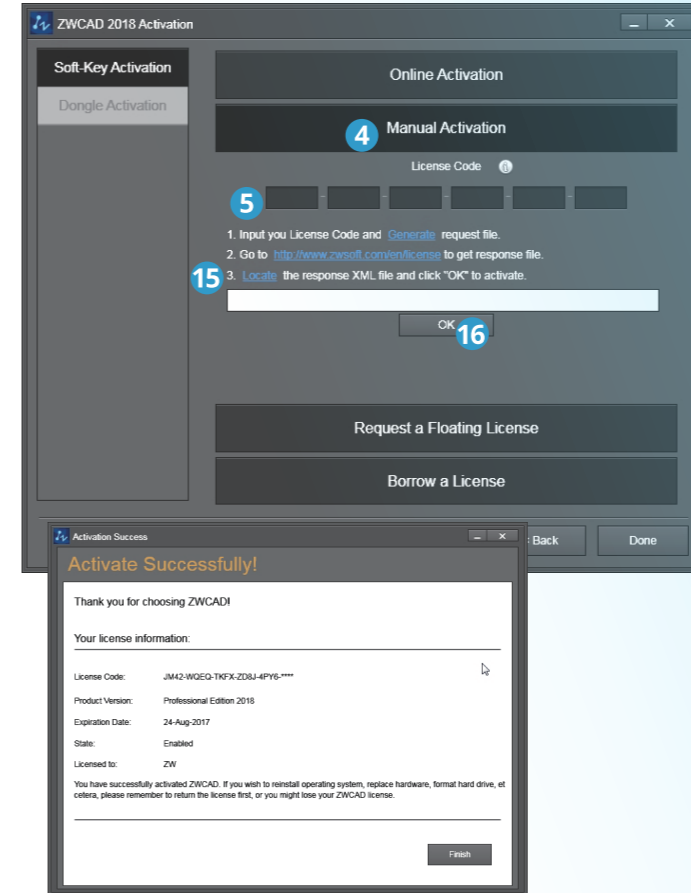 ZWCAD 2018 Activation
Soft-Key Activation
Dongle Activation
Online Activation
4 Manual Activation
License Code
5 - - - - -
1. Input you License Code and Generate request file.
2. Go to http://www.zwsoft.com/en/license to get response file.
15 3. Locate the response XML file and click "OK" to activate.
OK 16
Request a Floating License
Borrow a License
Back Done
Activation Success
Activate Successfully!
Thank you for choosing ZWCAD!
Your license information:
License Code: JM42-WQEQ-TKFX-ZD8J-4PY6-****
Product Version: Professional Edition 2018
Expiration Date: 24-Aug-2017
State: Enabled
Licensed to: ZW
You have successfully activated ZWCAD. If you wish to reinstall operating system, replace hardware, format hard drive, et
cetera, please remember to return the license first, or you might lose your ZWCAD license.
Finish